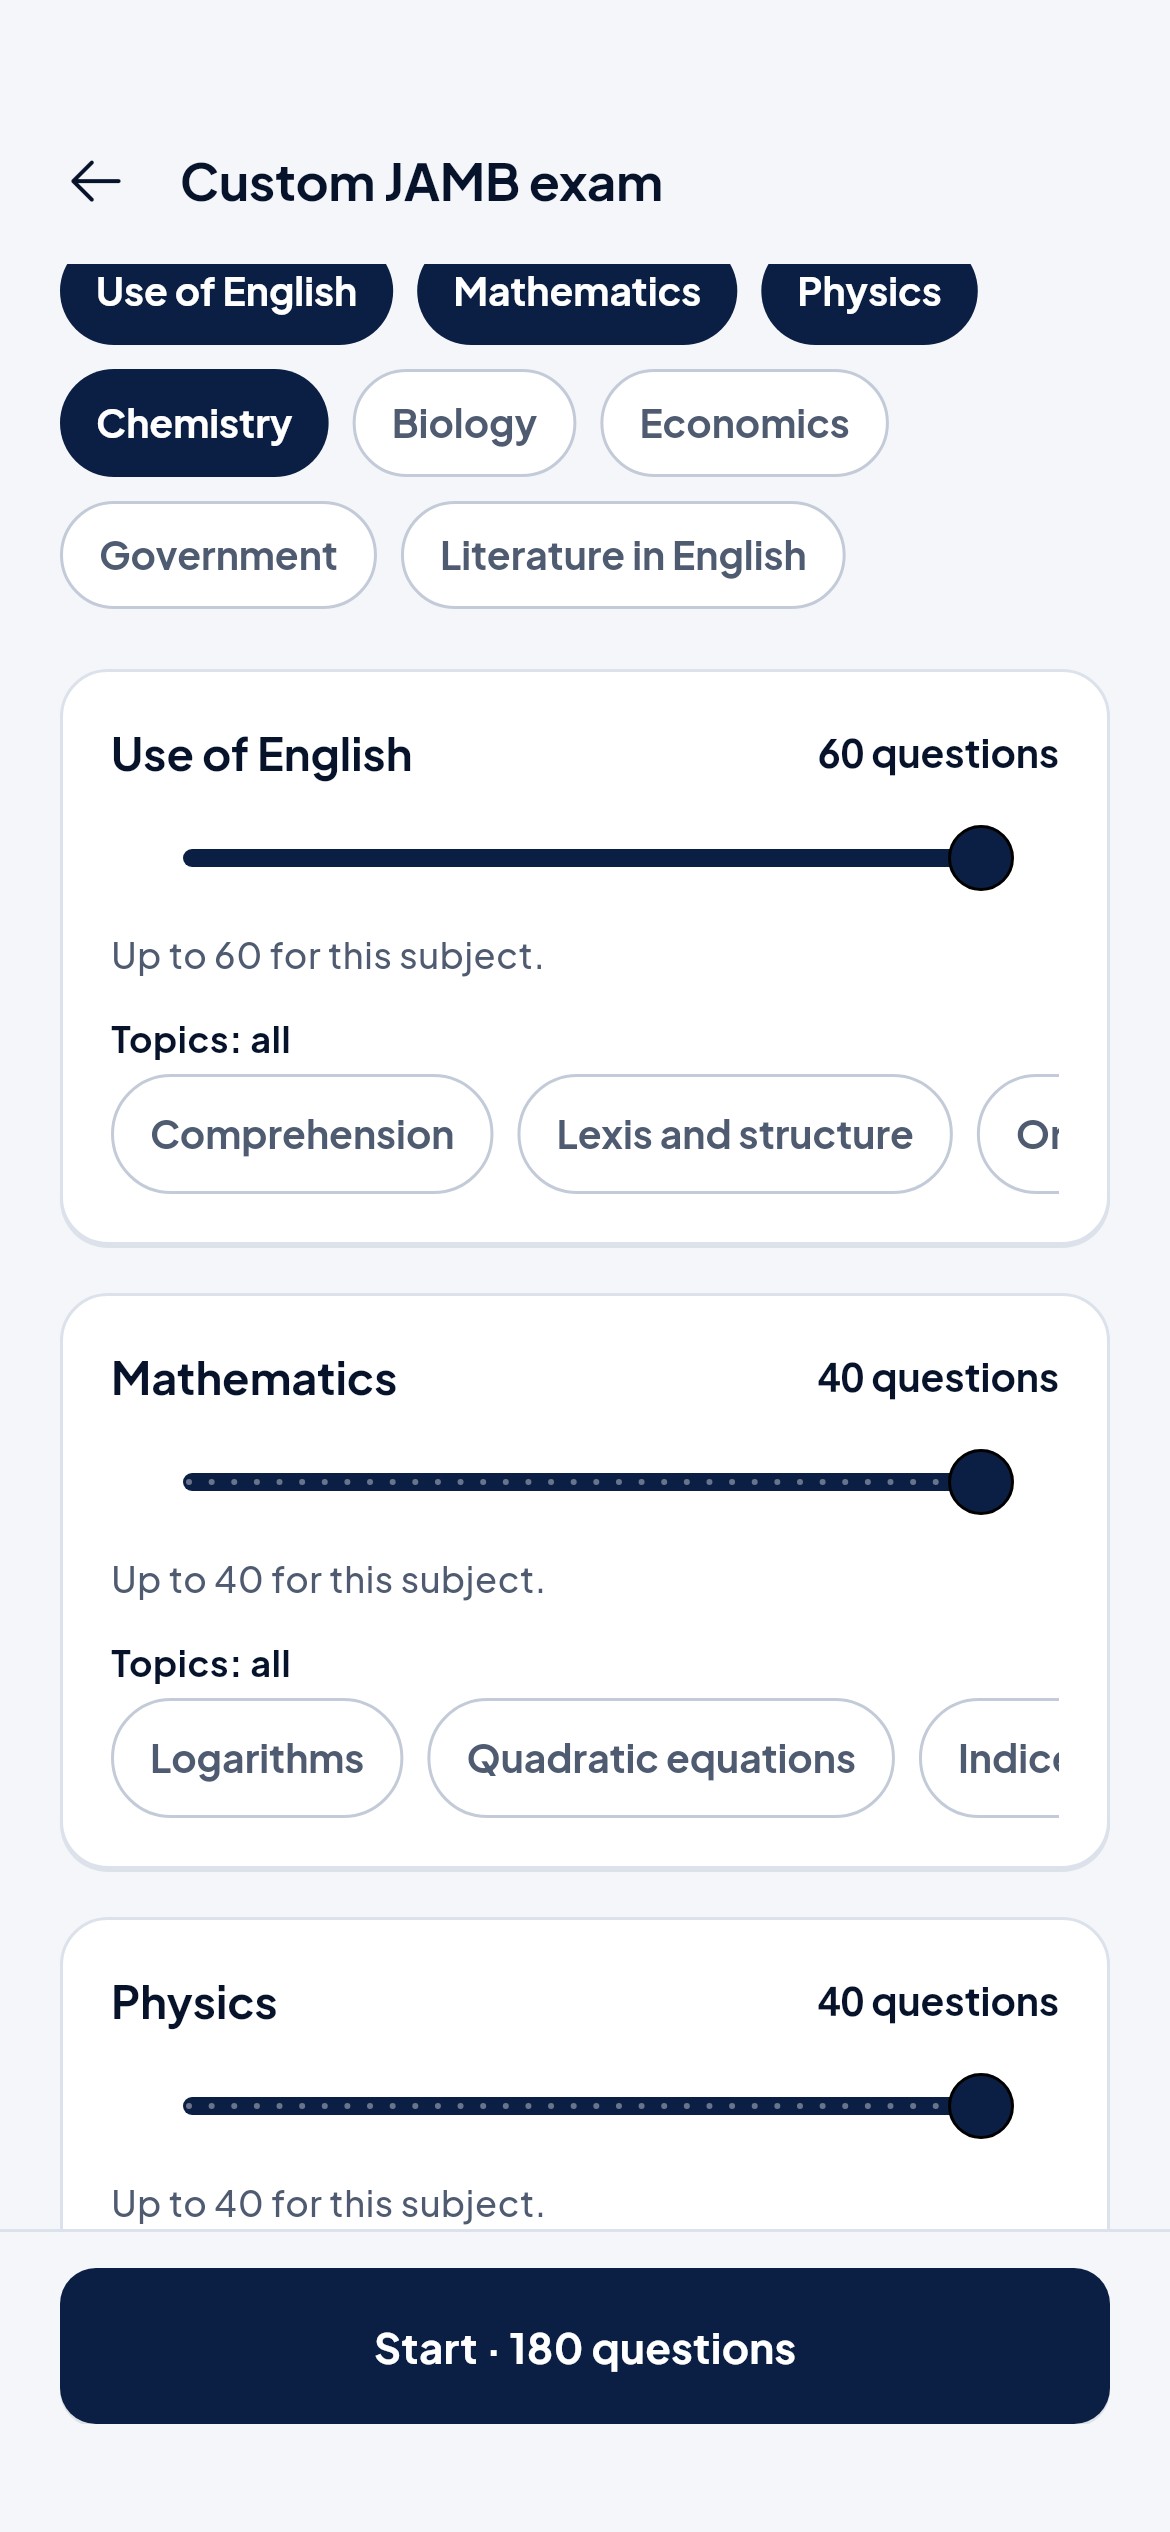 Custom JAMB exam
Use of English Mathematics Physics
Chemistry Biology Economics
Government Literature in English
Use of English 60 questions
Up to 60 for this subject.
Topics: all
Comprehension Lexis and structure
Mathematics 40 questions
Up to 40 for this subject.
Topics: all
Logarithms Quadratic equations
Physics 40 questions
Up to 40 for this subject.
Start · 180 questions